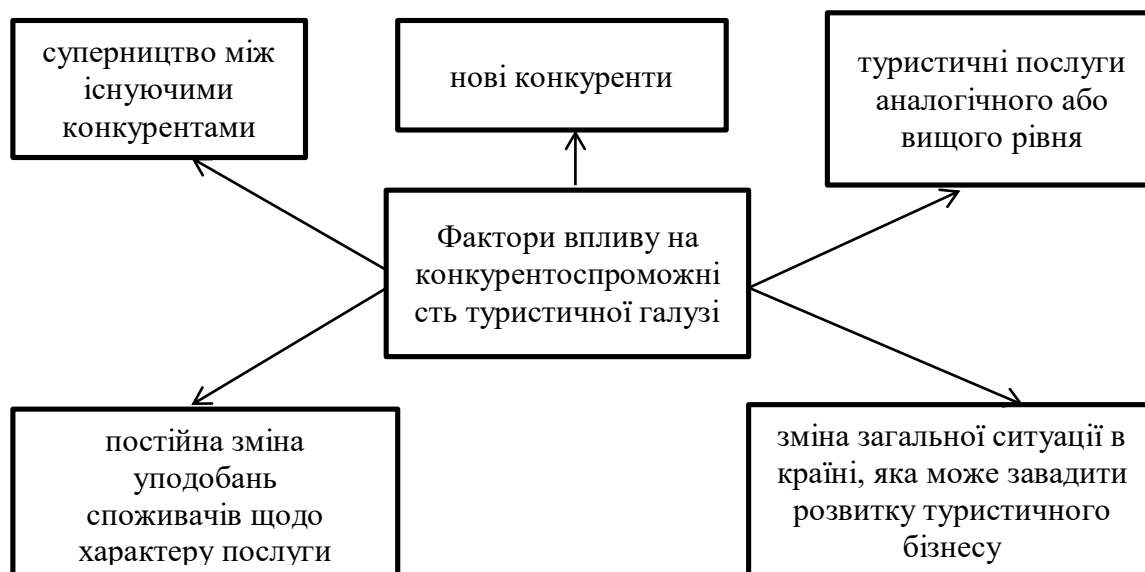 суперництво між
існуючими
конкурентами
нові конкуренти
туристичні послуги
аналогічного або
вищого рівня
Фактори впливу на
конкурентоспроможні
сть туристичної галузі
постійна зміна
уподобань
споживачів щодо
характеру послуги
зміна загальної ситуації в
країні, яка може завадити
розвитку туристичного
бізнесу